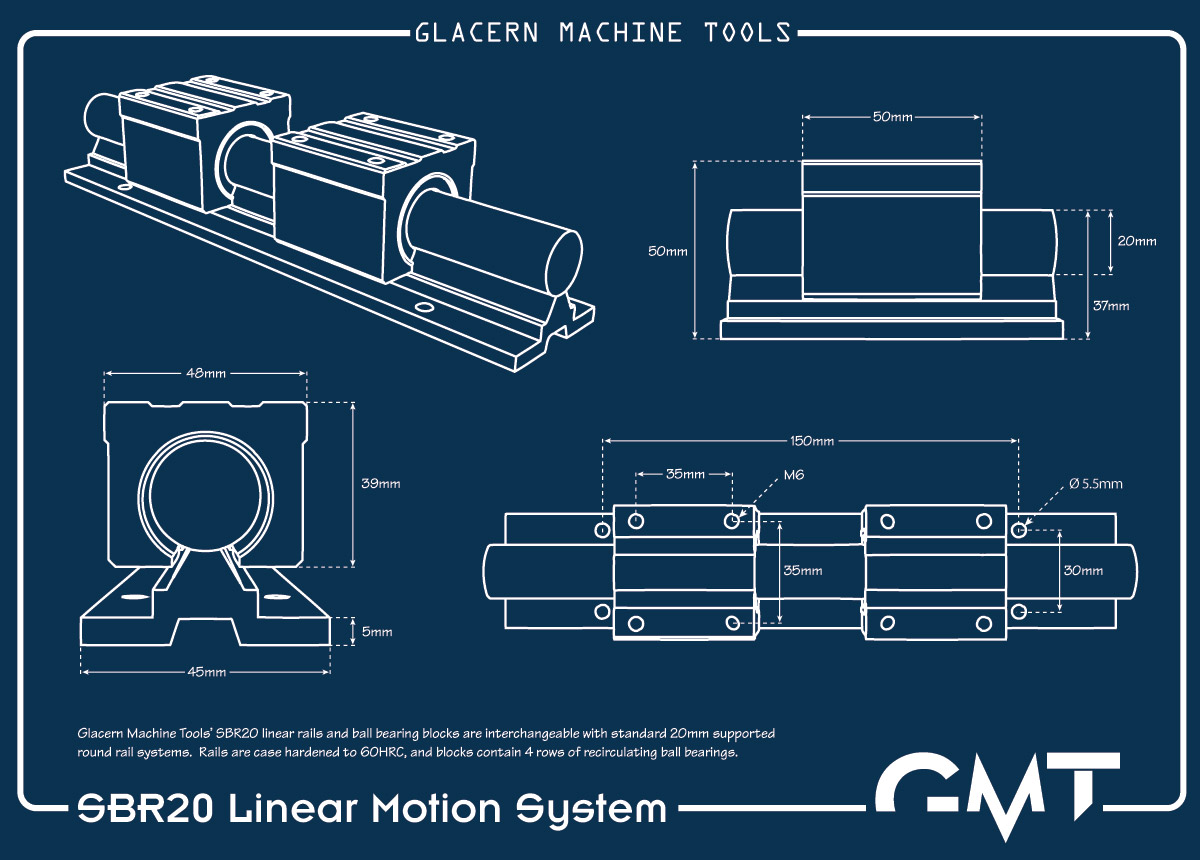 GLACERN MACHINE TOOLS
50mm
50mm
20mm
37mm
48mm
39mm
5mm
45mm
150mm
35mm
M6
Ø 5.5mm
35mm
30mm
Glacern Machine Tools' SBR20 linear rails and ball bearing blocks are interchangeable with standard 20mm supported
round rail systems. Rails are case hardened to 60HRC, and blocks contain 4 rows of recirculating ball bearings.
SBR20 Linear Motion System
GMT